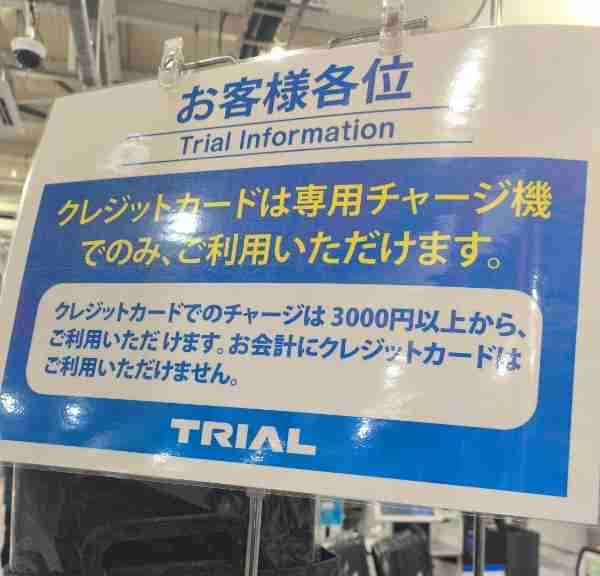 お客様各位
Trial Information
クレジットカードは専用チャージ機
でのみ、ご利用いただけます。
クレジットカードでのチャージは 3000円以上から、
ご利用いただけます。お会計にクレジットカードは
ご利用いただけません。
TRIAL